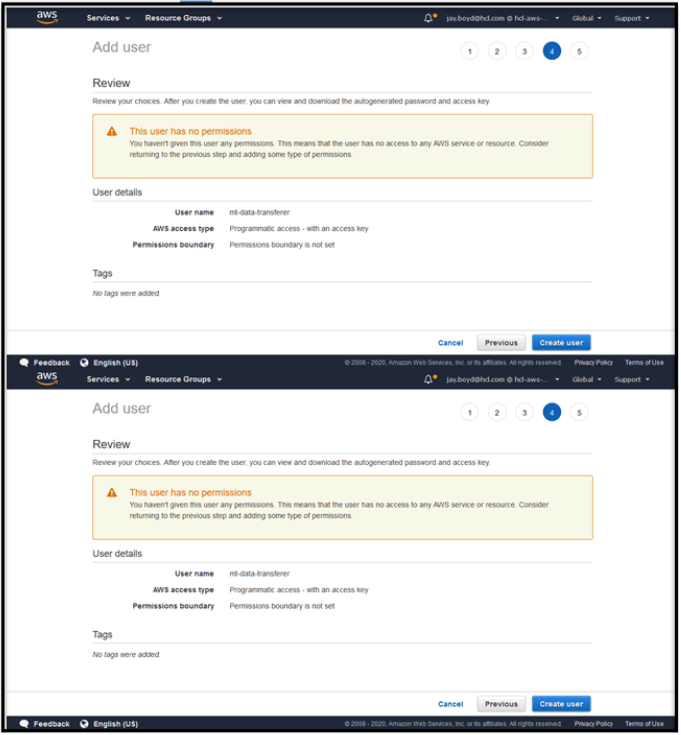 aws Services Resource Groups jay.boyd@hcl.com @ hcl-aws-... Global Support
Add user 1 2 3 4 5
Review
Review your choices. After you create the user, you can view and download the autogenerated password and access key.
This user has no permissions
You haven't given this user any permissions. This means that the user has no access to any AWS service or resource. Consider
returning to the previous step and adding some type of permissions.
User details
User name mt-data-transferer
AWS access type Programmatic access - with an access key
Permissions boundary Permissions boundary is not set
Tags
No tags were added.
Cancel Previous Create user
Feedback English (US) © 2008 - 2020, Amazon Web Services, Inc. or its affiliates. All rights reserved. Privacy Policy Terms of Use
aws Services Resource Groups jay.boyd@hcl.com @ hcl-aws-... Global Support
Add user 1 2 3 4 5
Review
Review your choices. After you create the user, you can view and download the autogenerated password and access key.
This user has no permissions
You haven't given this user any permissions. This means that the user has no access to any AWS service or resource. Consider
returning to the previous step and adding some type of permissions.
User details
User name mt-data-transferer
AWS access type Programmatic access - with an access key
Permissions boundary Permissions boundary is not set
Tags
No tags were added.
Cancel Previous Create user
Feedback English (US) © 2008 - 2020, Amazon Web Services, Inc. or its affiliates. All rights reserved. Privacy Policy Terms of Use